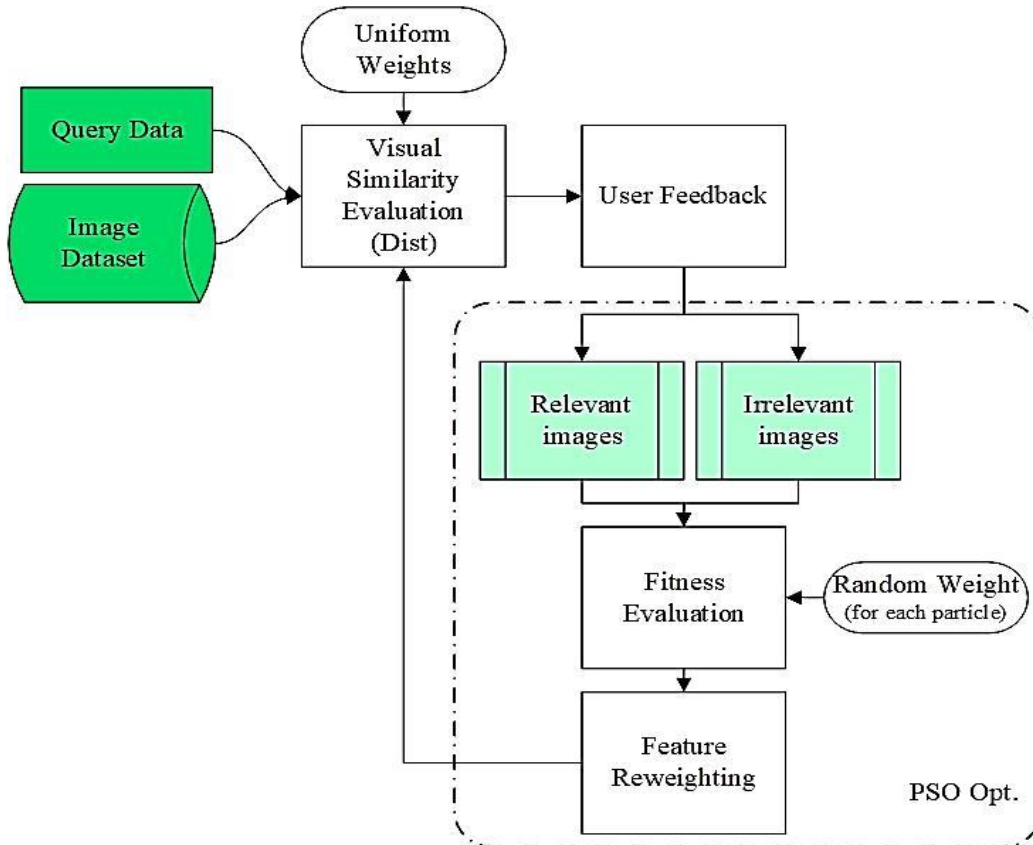 Uniform
Weights
Query Data
Visual
Similarity
Evaluation
(Dist)
User Feedback
Image
Dataset
Relevant
images
Irrelevant
images
Fitness
Evaluation
Random Weight
(for each particle)
Feature
Reweighting
PSO Opt.